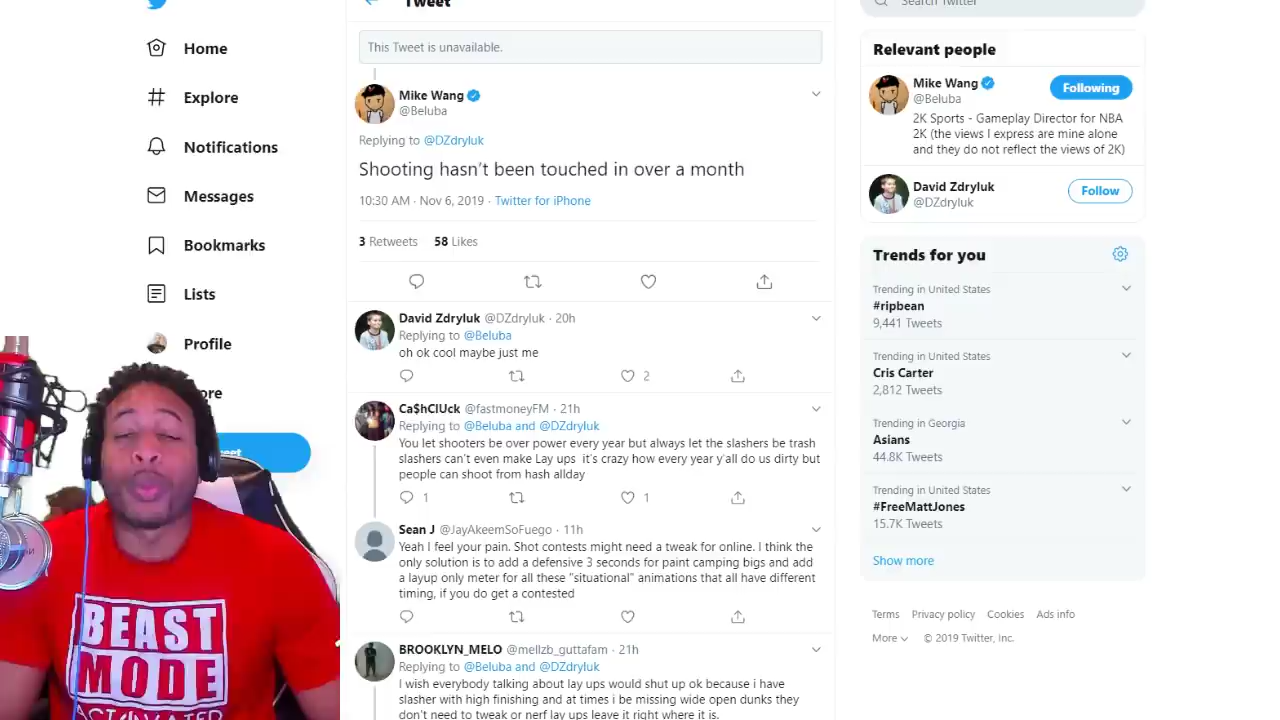 Tweet
Search Twitter
Home
Explore
Notifications
Messages
Bookmarks
Lists
Profile
This Tweet is unavailable.
Mike Wang
@Beluba
Replying to @DZdryluk
Shooting hasn't been touched in over a month
10:30 AM · Nov 6, 2019 · Twitter for iPhone
3 Retweets 58 Likes
David Zdryluk @DZdryluk · 20h
Replying to @Beluba
oh ok cool maybe just me
2
Ca$hClUck @fastmoneyFM · 21h
Replying to @Beluba and @DZdryluk
You let shooters be over power every year but always let the slashers be trash
slashers can't even make Lay ups it's crazy how every year y'all do us dirty but
people can shoot from hash allday
1 1
Sean J @JayAkeemSoFuego · 11h
Yeah I feel your pain. Shot contests might need a tweak for online. I think the
only solution is to add a defensive 3 seconds for paint camping bigs and add
a layup only meter for all these "situational" animations that all have different
timing, if you do get a contested
BROOKLYN_MELO @mellzb_guttafam · 21h
Replying to @Beluba and @DZdryluk
I wish everybody talking about lay ups would shut up ok because i have
slasher with high finishing and at times i be missing wide open dunks they
don't need to tweak or nerf lay ups leave it right where it is.
Relevant people
Mike Wang
@Beluba
Following
2K Sports - Gameplay Director for NBA
2K (the views I express are mine alone
and they do not reflect the views of 2K)
David Zdryluk
@DZdryluk
Follow
Trends for you
Trending in United States
#ripbean
9,441 Tweets
Trending in United States
Cris Carter
2,812 Tweets
Trending in Georgia
Asians
44.8K Tweets
Trending in United States
#FreeMattJones
15.7K Tweets
Show more
Terms Privacy policy Cookies Ads info
More © 2019 Twitter, Inc.
BEAST
MODE
ACTIVATED